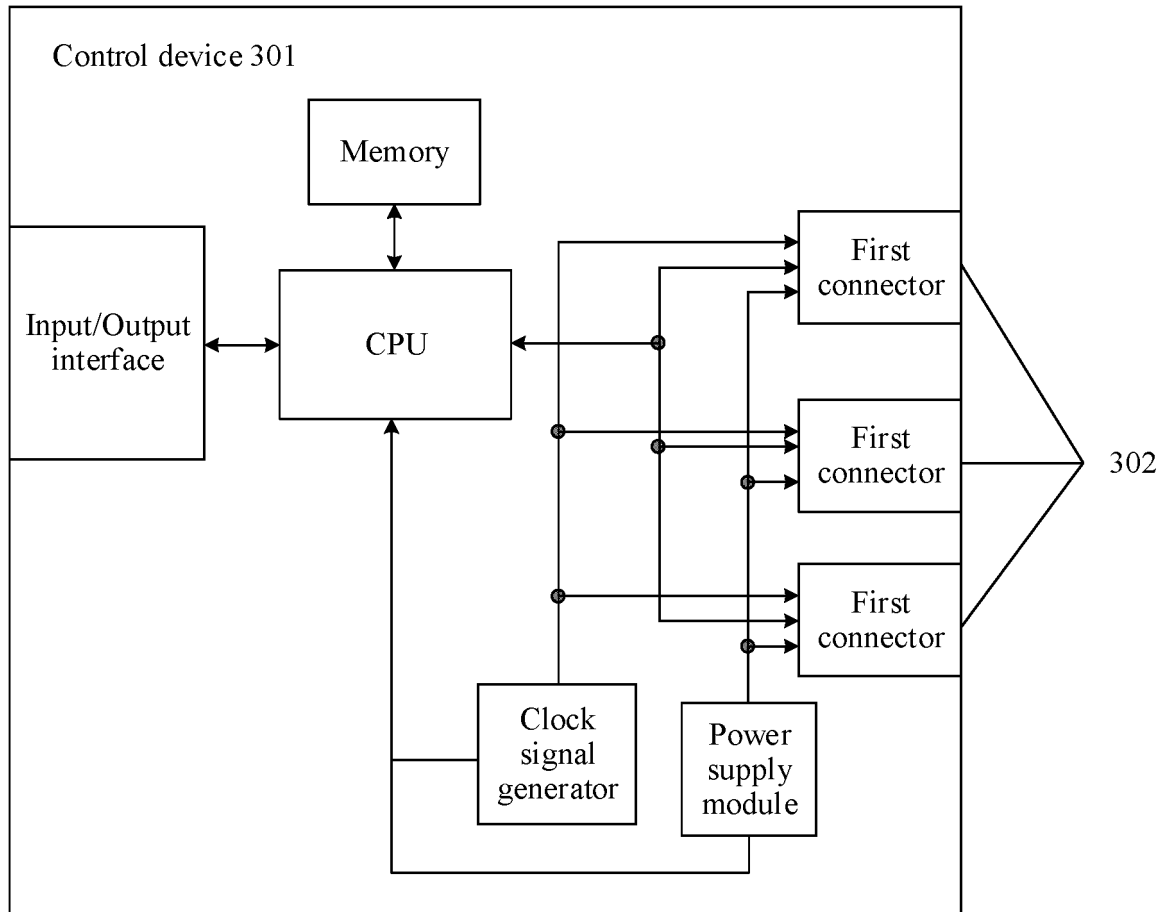 Control device 301
Memory
Input/Output
interface
CPU
First
connector
First
connector
302
First
connector
Clock
signal
generator
Power
supply
module